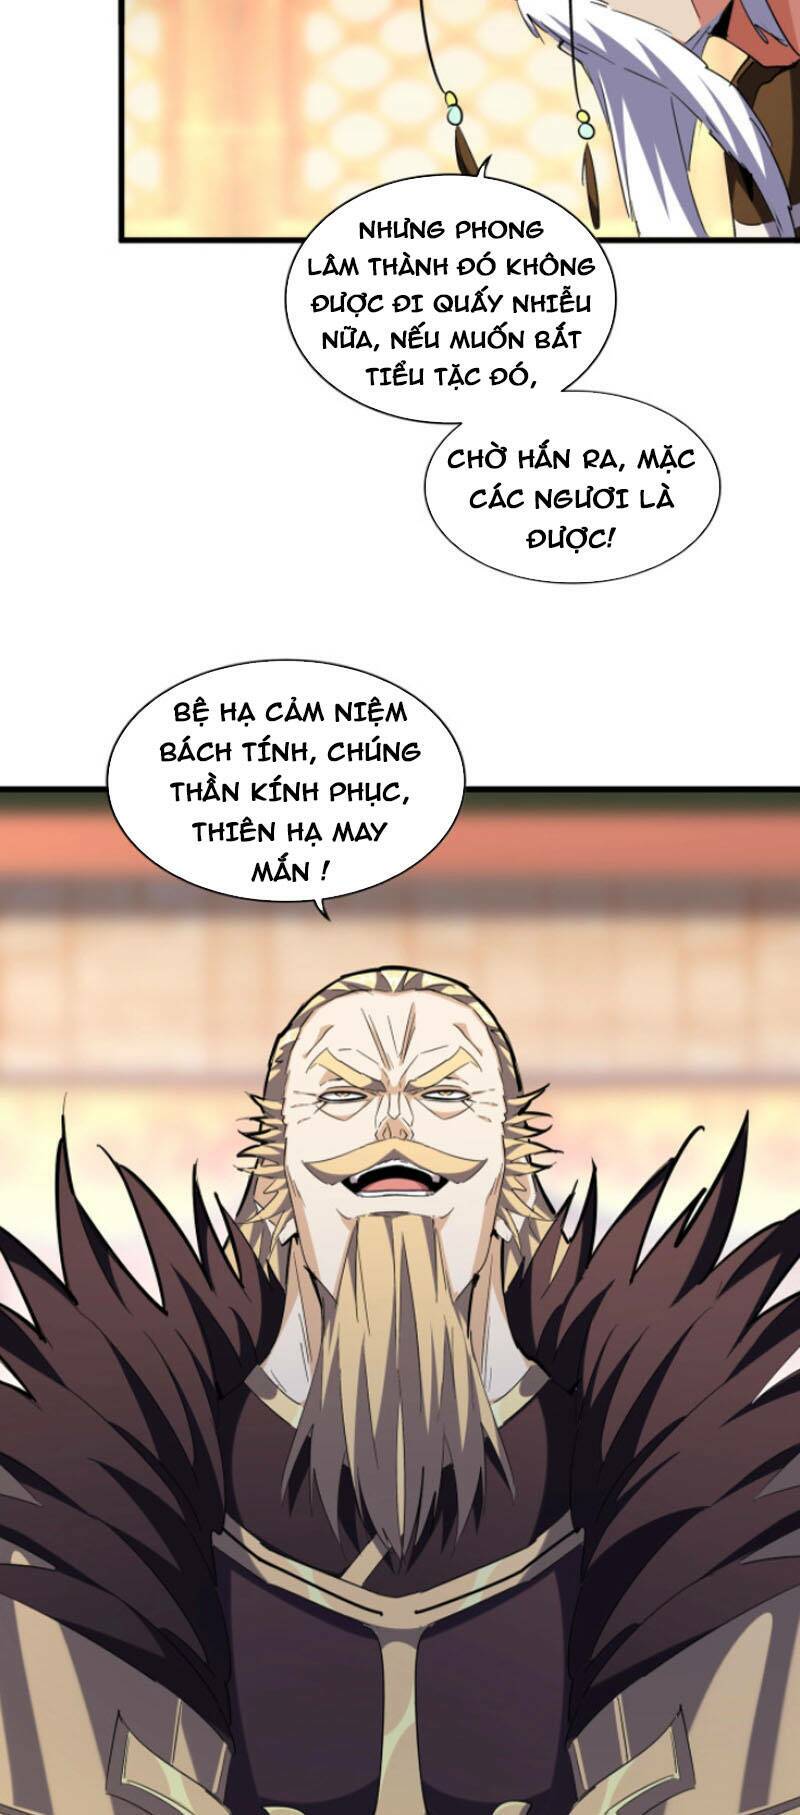 NHƯNG PHONG
LÂM THÀNH ĐÓ KHÔNG
ĐƯỢC ĐI QUẤY NHIỄU
NỮA, NẾU MUỐN BẮT
TIỂU TẶC ĐÓ,
CHỜ HẮN RA, MẶC
CÁC NGƯƠI LÀ
ĐƯỢC!
BỆ HẠ CẢM NIỆM
BÁCH TÍNH, CHÚNG
THẦN KÍNH PHỤC,
THIÊN HẠ MAY
MẮN !